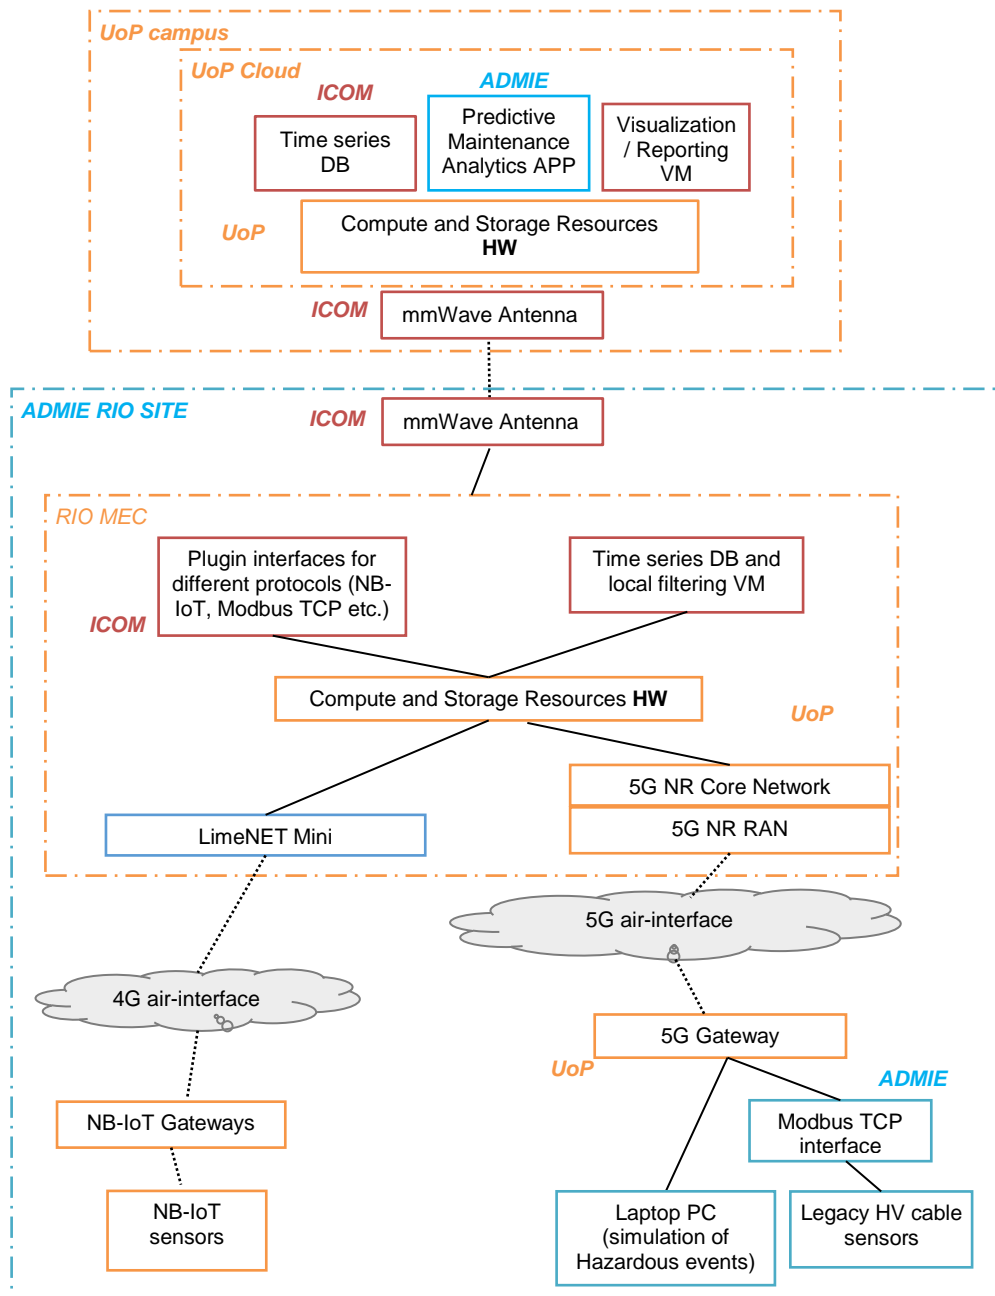 UoP campus
UoP Cloud
ICOM
ADMIE
Time series
DB
Predictive
Maintenance
Analytics APP
Visualization
/ Reporting
VM
UoP
Compute and Storage Resources
HW
ICOM
mmWave Antenna
ADMIE RIO SITE
ICOM
mmWave Antenna
RIO MEC
Plugin interfaces for
different protocols (NB-
IoT, Modbus TCP etc.)
ICOM
Time series DB and
local filtering VM
Compute and Storage Resources HW
UoP
5G NR Core Network
5G NR RAN
LimeNET Mini
5G air-interface
4G air-interface
5G Gateway
UoP
ADMIE
NB-IoT Gateways
Modbus TCP
interface
NB-IoT
sensors
Laptop PC
(simulation of
Hazardous events)
Legacy HV cable
sensors